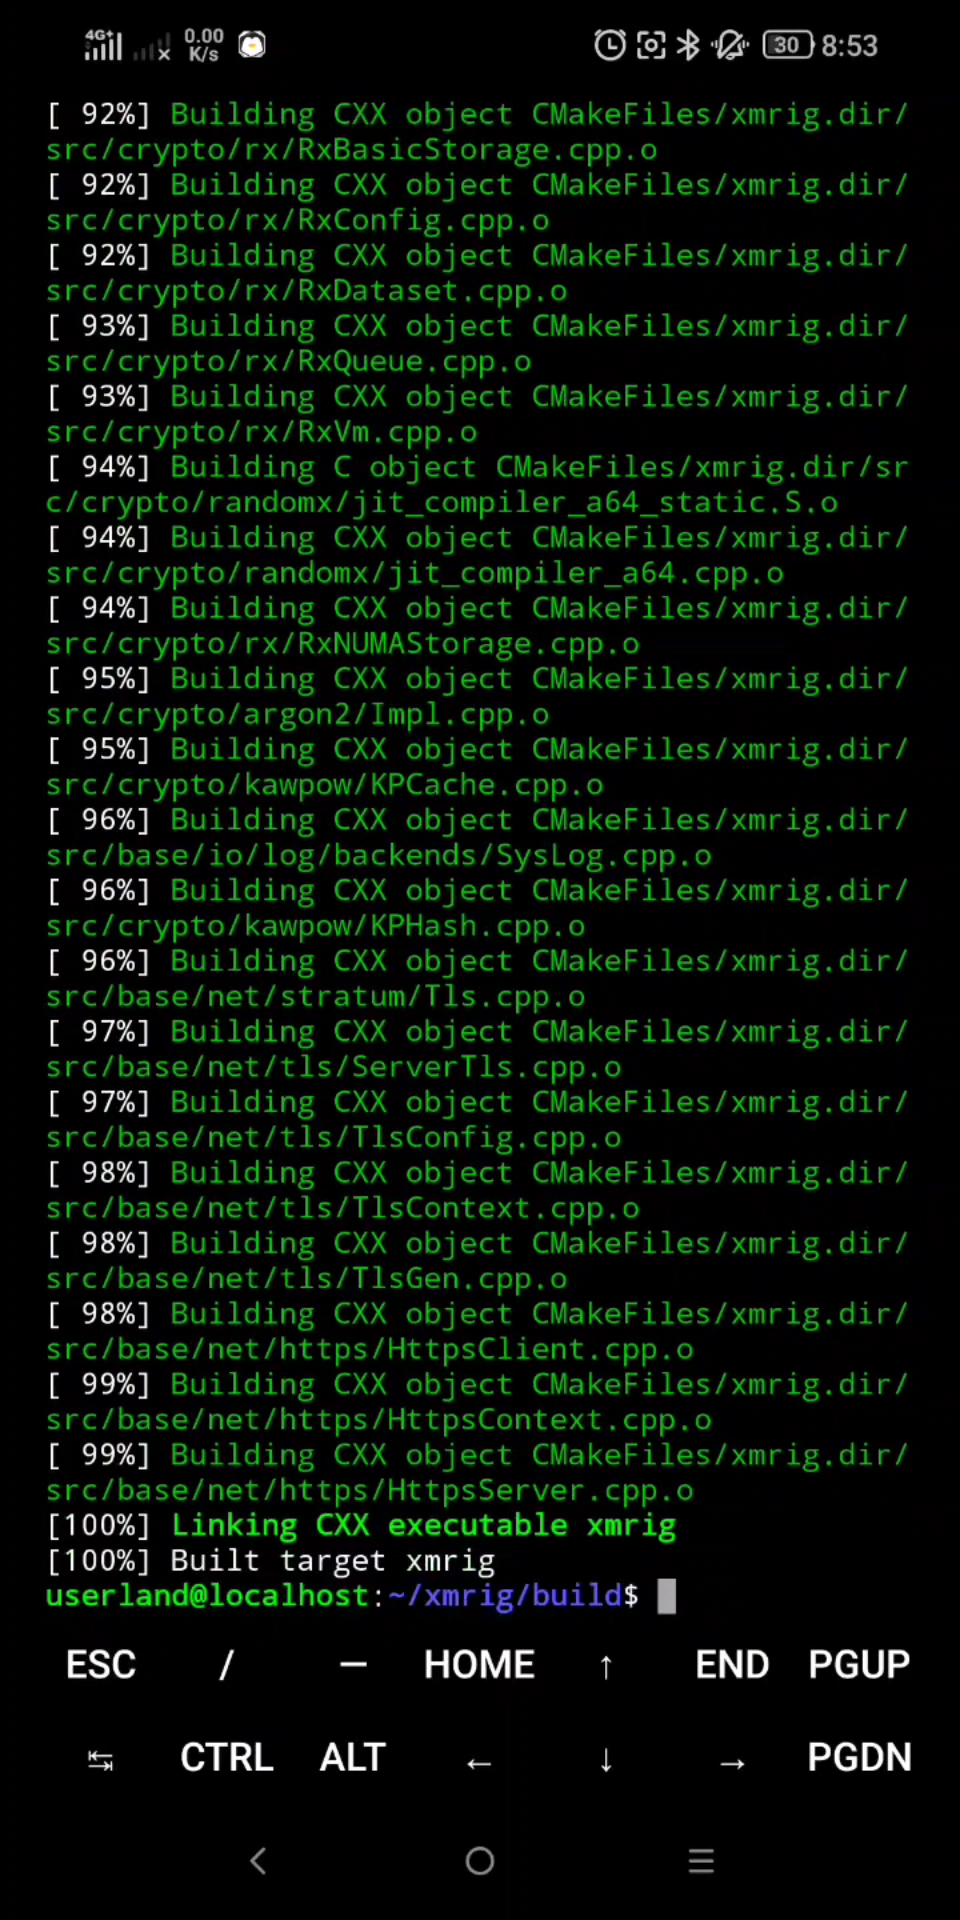 4G+ 0.00 K/s 30 8:53
[ 92%] Building CXX object CMakeFiles/xmrig.dir/
src/crypto/rx/RxBasicStorage.cpp.o
[ 92%] Building CXX object CMakeFiles/xmrig.dir/
src/crypto/rx/RxConfig.cpp.o
[ 92%] Building CXX object CMakeFiles/xmrig.dir/
src/crypto/rx/RxDataset.cpp.o
[ 93%] Building CXX object CMakeFiles/xmrig.dir/
src/crypto/rx/RxQueue.cpp.o
[ 93%] Building CXX object CMakeFiles/xmrig.dir/
src/crypto/rx/RxVm.cpp.o
[ 94%] Building C object CMakeFiles/xmrig.dir/sr
c/crypto/randomx/jit_compiler_a64_static.S.o
[ 94%] Building CXX object CMakeFiles/xmrig.dir/
src/crypto/randomx/jit_compiler_a64.cpp.o
[ 94%] Building CXX object CMakeFiles/xmrig.dir/
src/crypto/rx/RxNUMAStorage.cpp.o
[ 95%] Building CXX object CMakeFiles/xmrig.dir/
src/crypto/argon2/Impl.cpp.o
[ 95%] Building CXX object CMakeFiles/xmrig.dir/
src/crypto/kawpow/KPCache.cpp.o
[ 96%] Building CXX object CMakeFiles/xmrig.dir/
src/base/io/log/backends/SysLog.cpp.o
[ 96%] Building CXX object CMakeFiles/xmrig.dir/
src/crypto/kawpow/KPHash.cpp.o
[ 96%] Building CXX object CMakeFiles/xmrig.dir/
src/base/net/stratum/Tls.cpp.o
[ 97%] Building CXX object CMakeFiles/xmrig.dir/
src/base/net/tls/ServerTls.cpp.o
[ 97%] Building CXX object CMakeFiles/xmrig.dir/
src/base/net/tls/TlsConfig.cpp.o
[ 98%] Building CXX object CMakeFiles/xmrig.dir/
src/base/net/tls/TlsContext.cpp.o
[ 98%] Building CXX object CMakeFiles/xmrig.dir/
src/base/net/tls/TlsGen.cpp.o
[ 98%] Building CXX object CMakeFiles/xmrig.dir/
src/base/net/https/HttpsClient.cpp.o
[ 99%] Building CXX object CMakeFiles/xmrig.dir/
src/base/net/https/HttpsContext.cpp.o
[ 99%] Building CXX object CMakeFiles/xmrig.dir/
src/base/net/https/HttpsServer.cpp.o
[100%] Linking CXX executable xmrig
[100%] Built target xmrig
userland@localhost:~/xmrig/build$
ESC / — HOME ↑ END PGUP
↹ CTRL ALT ← ↓ → PGDN